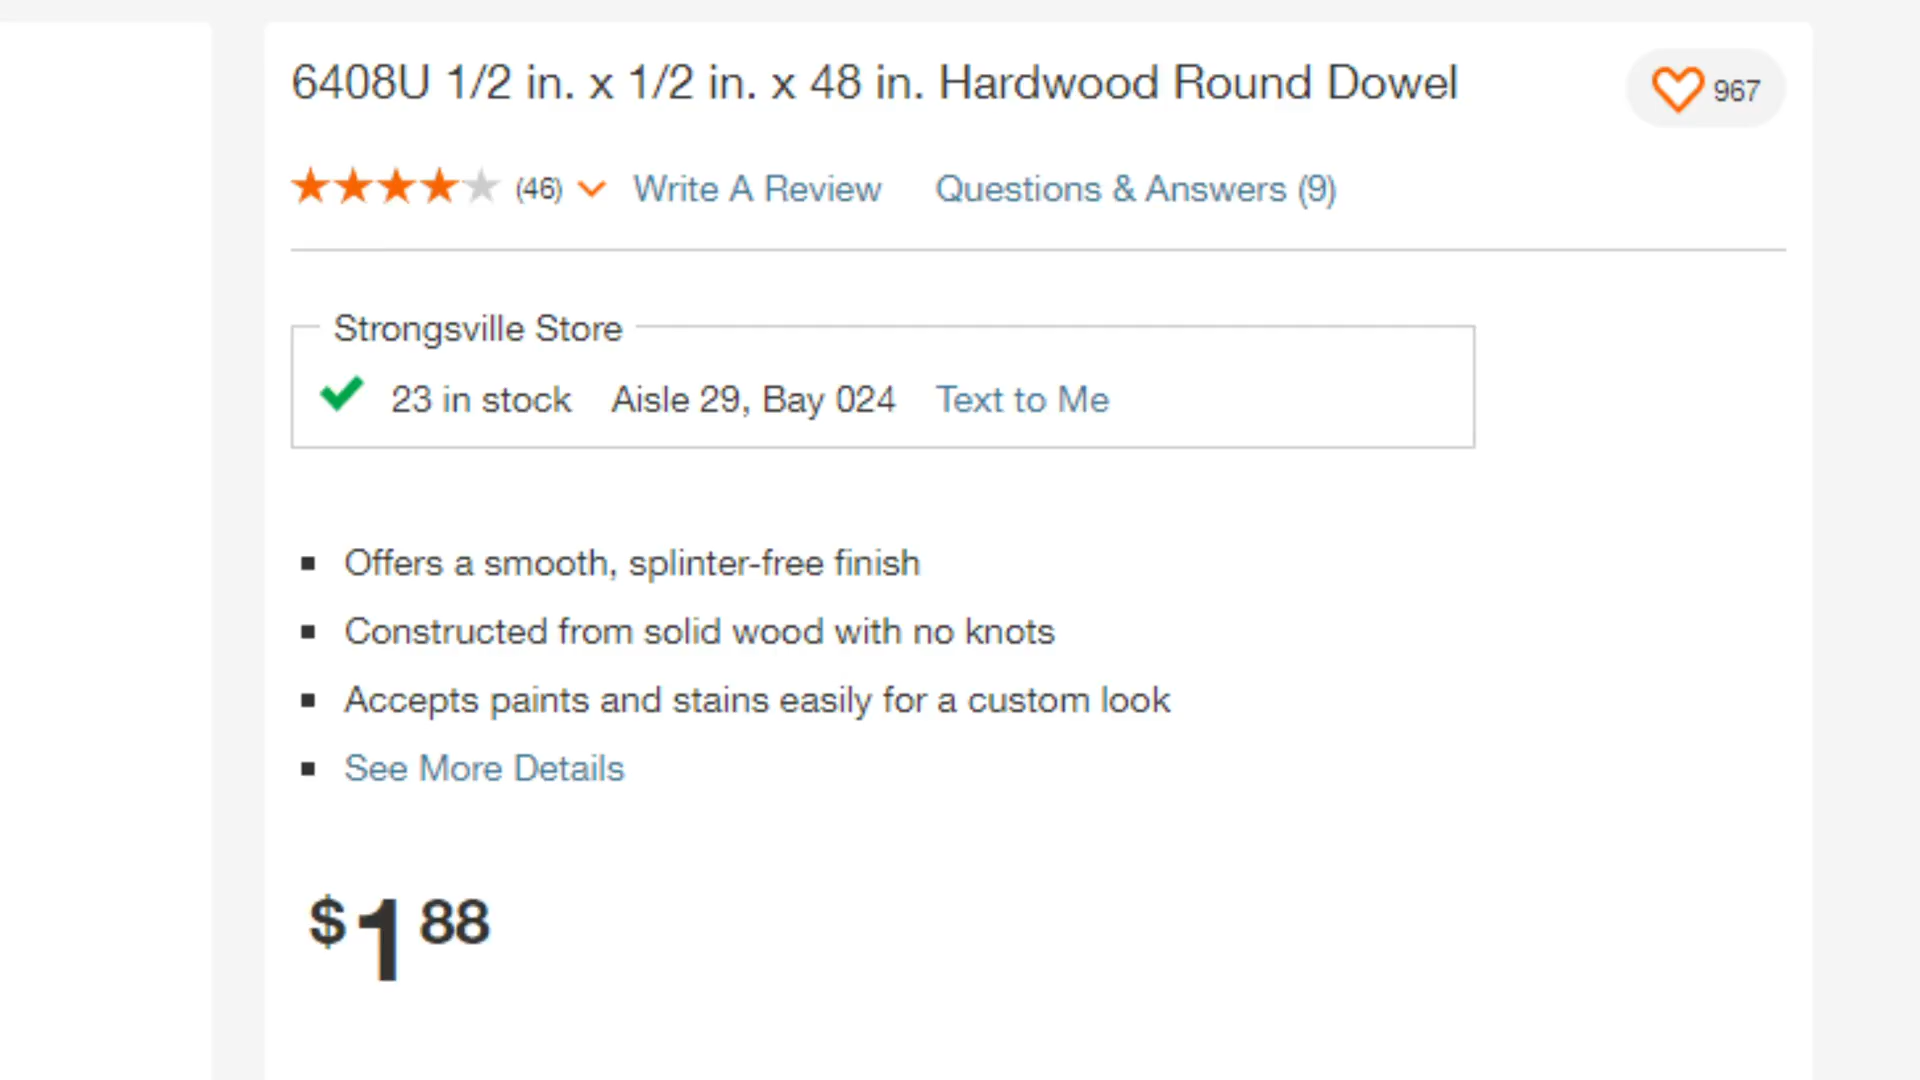 6408U 1/2 in. x 1/2 in. x 48 in. Hardwood Round Dowel
967
(46) Write A Review Questions & Answers (9)
Strongsville Store
23 in stock Aisle 29, Bay 024 Text to Me
Offers a smooth, splinter-free finish
Constructed from solid wood with no knots
Accepts paints and stains easily for a custom look
See More Details
$1 88